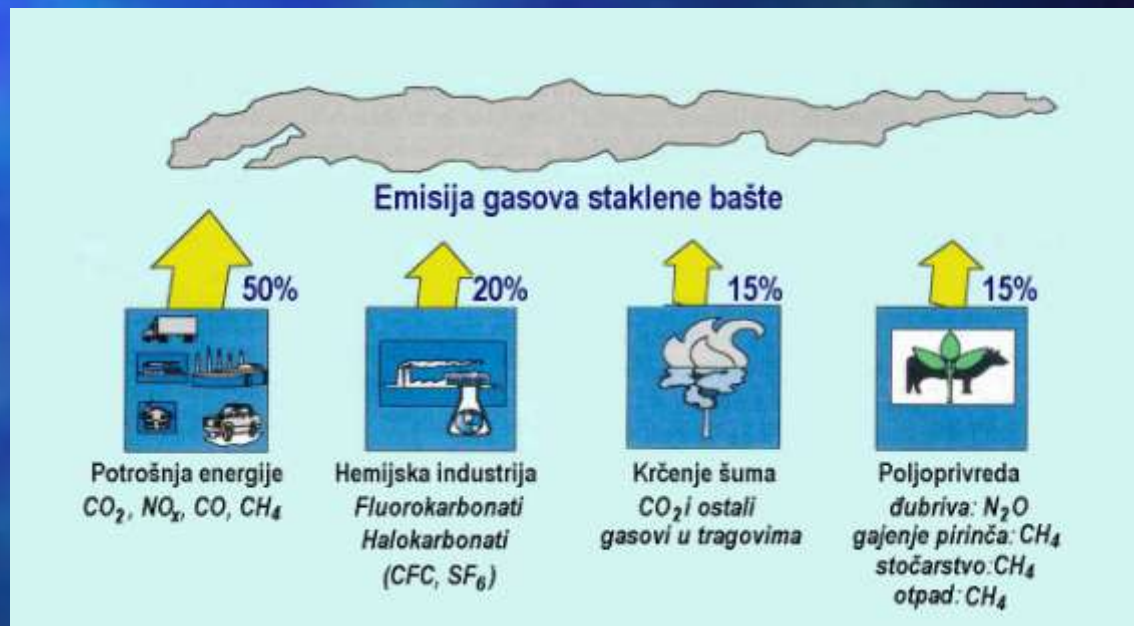 Emisija gasova staklene bašte
50%
20%
15%
15%
Potrošnja energije
CO₂, NOₓ, CO, CH₄
Hemijska industrija
Fluorokarbonati
Halokarbonati
(CFC, SF₆)
Krčenje šuma
CO₂ i ostali
gasovi u tragovima
Poljoprivreda
đubriva: N₂O
gajenje pirinča: CH₄
stočarstvo:CH₄
otpad: CH₄